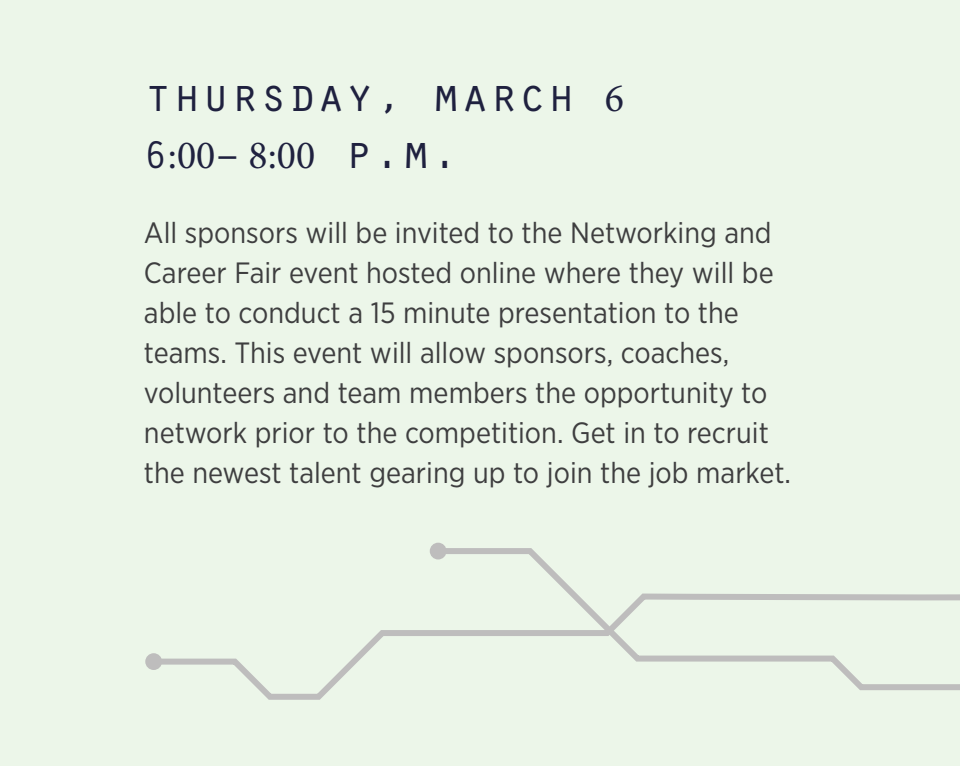 THURSDAY, MARCH 6
6:00– 8:00 P.M.
All sponsors will be invited to the Networking and
Career Fair event hosted online where they will be
able to conduct a 15 minute presentation to the
teams. This event will allow sponsors, coaches,
volunteers and team members the opportunity to
network prior to the competition. Get in to recruit
the newest talent gearing up to join the job market.